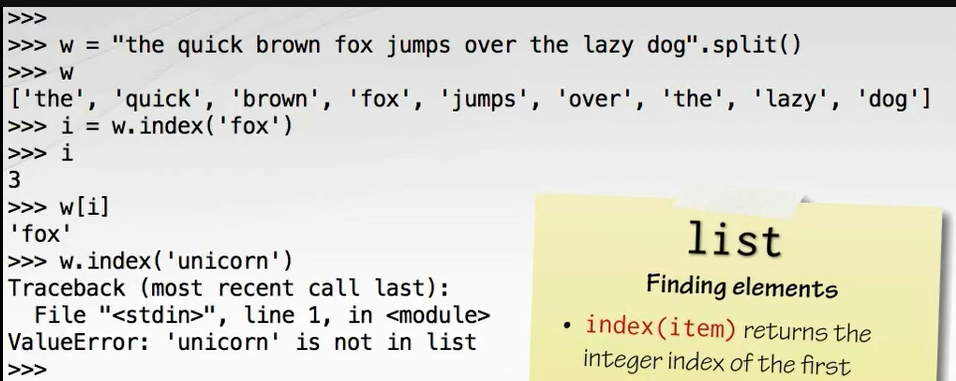 >>>
>>> w = "the quick brown fox jumps over the lazy dog".split()
>>> w
['the', 'quick', 'brown', 'fox', 'jumps', 'over', 'the', 'lazy', 'dog']
>>> i = w.index('fox')
>>> i
3
>>> w[i]
'fox'
>>> w.index('unicorn')
Traceback (most recent call last):
  File "<stdin>", line 1, in <module>
ValueError: 'unicorn' is not in list
>>>
list
Finding elements
• index(item) returns the
integer index of the first